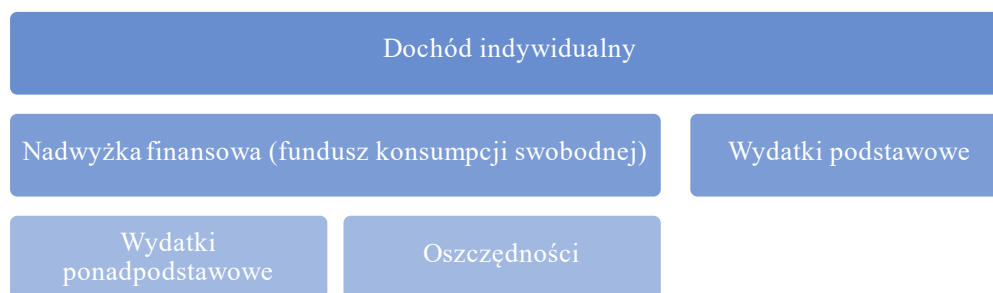 Dochód indywidualny
Nadwyżka finansowa (fundusz konsumpcji swobodnej)
Wydatki podstawowe
Wydatki
ponadpodstawowe
Oszczędności